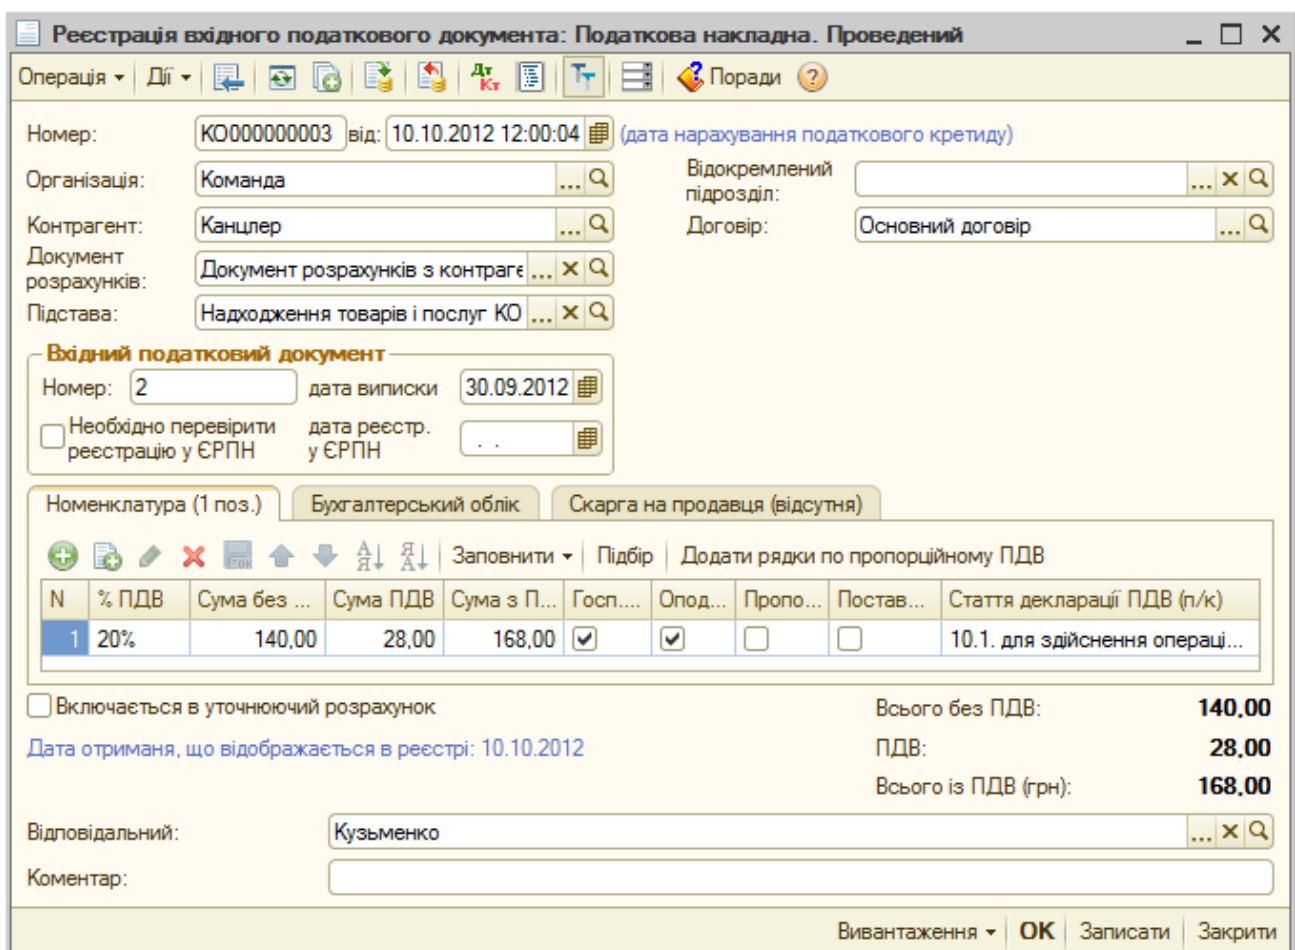 Реєстрація вхідного податкового документа: Податкова накладна. Проведений
Операція Дії Дт Кт Тт Поради ?
Номер: КО000000003 від: 10.10.2012 12:00:04 (дата нарахування податкового кретиду)
Організація: Команда ... Відокремлений підрозділ: ...
Контрагент: Канцлер ... Договір: Основний договір ...
Документ розрахунків: Документ розрахунків з контраге ...
Підстава: Надходження товарів і послуг КО ...
Вхідний податковий документ
Номер: 2 дата виписки 30.09.2012
Необхідно перевірити реєстрацію у ЄРПН дата реєстр. у ЄРПН . .
Номенклатура (1 поз.) Бухгалтерський облік Скарга на продавця (відсутня)
Заповнити Підбір Додати рядки по пропорційному ПДВ
N % ПДВ Сума без ... Сума ПДВ Сума з П... Госп.... Опод... Пропо... Постав... Стаття декларації ПДВ (п/к)
1 20% 140,00 28,00 168,00 10.1. для здійснення операці...
Включається в уточнюючий розрахунок Всього без ПДВ: 140,00
Дата отриманя, що відображається в реєстрі: 10.10.2012 ПДВ: 28,00
Всього із ПДВ (грн): 168,00
Відповідальний: Кузьменко ...
Коментар:
Вивантаження ОК Записати Закрити